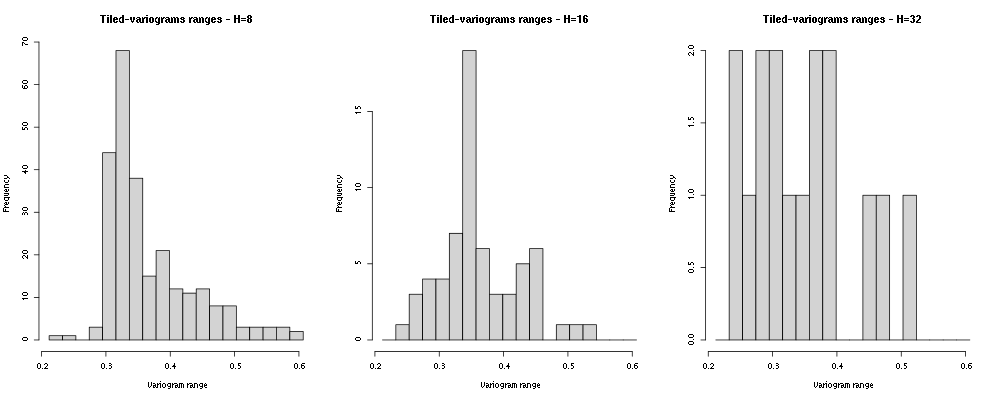 Tiled-variograms ranges - H=8
Frequency
70
60
50
40
30
20
10
0
0.2 0.3 0.4 0.5 0.6
Variogram range
Tiled-variograms ranges - H=16
Frequency
15
10
5
0
0.2 0.3 0.4 0.5 0.6
Variogram range
Tiled-variograms ranges - H=32
Frequency
2.0
1.5
1.0
0.5
0.0
0.2 0.3 0.4 0.5 0.6
Variogram range